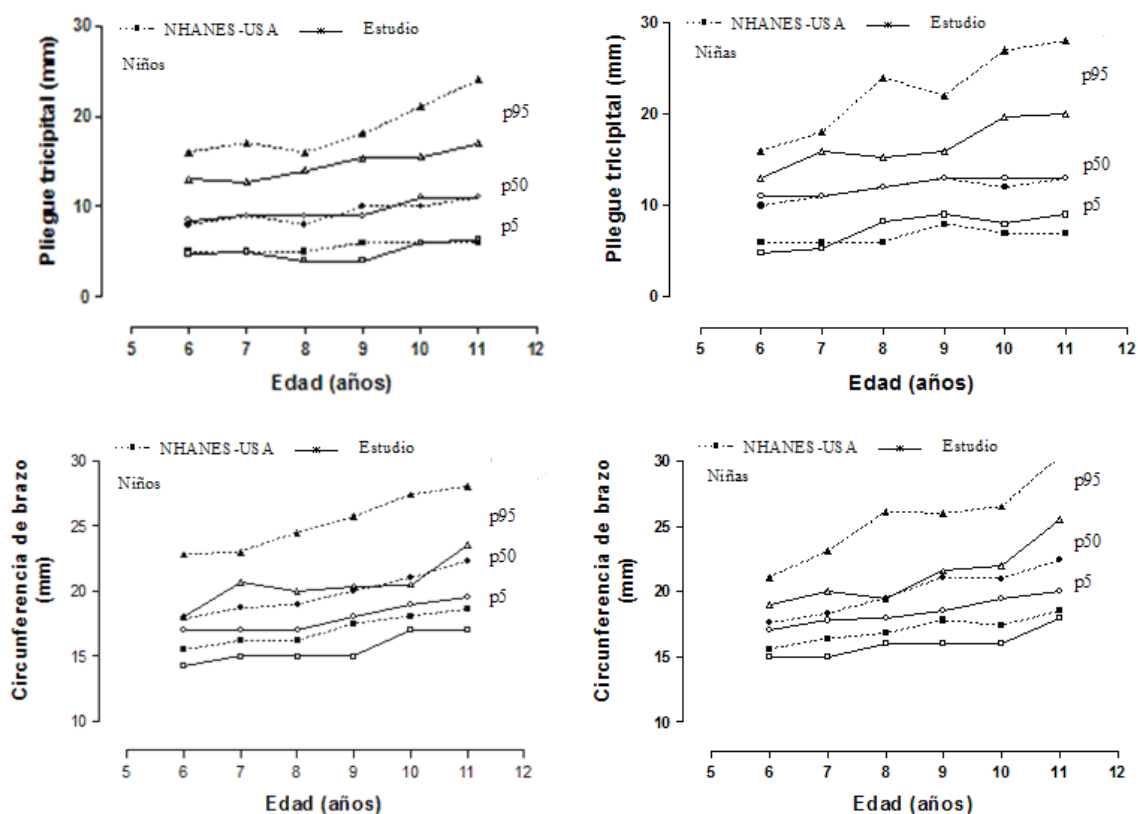 NHANES-USA Estudio
Niños
Pliegue tricipital (mm)
30
20
10
0
p95
p50
p5
5 6 7 8 9 10 11 12
Edad (años)
NHANES-USA Estudio
Niñas
Pliegue tricipital (mm)
30
20
10
0
p95
p50
p5
5 6 7 8 9 10 11 12
Edad (años)
NHANES-USA Estudio
Niños
Circunferencia de brazo
(mm)
30
25
20
15
10
p95
p50
p5
5 6 7 8 9 10 11 12
Edad (años)
NHANES-USA Estudio
Niñas
Circunferencia de brazo
(mm)
30
25
20
15
10
p95
p50
p5
5 6 7 8 9 10 11 12
Edad (años)